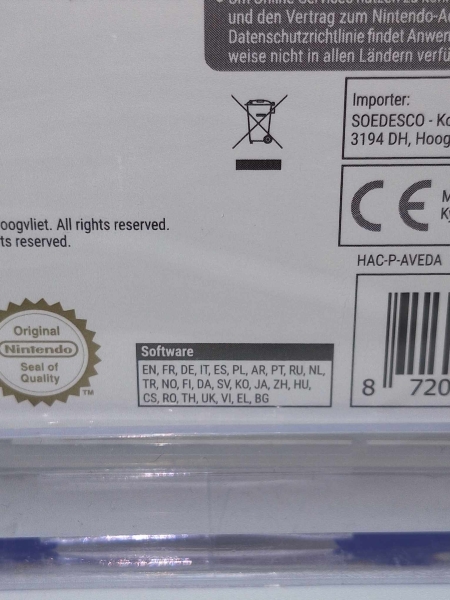 und den Vertrag zum Nintendo-A
Datenschutzrichtlinie findet Anwen
weise nicht in allen Ländern verfü
Importer:
SOEDESCO - Ko
3194 DH, Hoog
CE
HAC-P-AVEDA
oogvliet. All rights reserved.
ts reserved.
Original
Nintendo
Seal of
Quality
TM
Software
EN, FR, DE, IT, ES, PL, AR, PT, RU, NL,
TR, NO, FI, DA, SV, KO, JA, ZH, HU,
CS, RO, TH, UK, VI, EL, BG
8 720